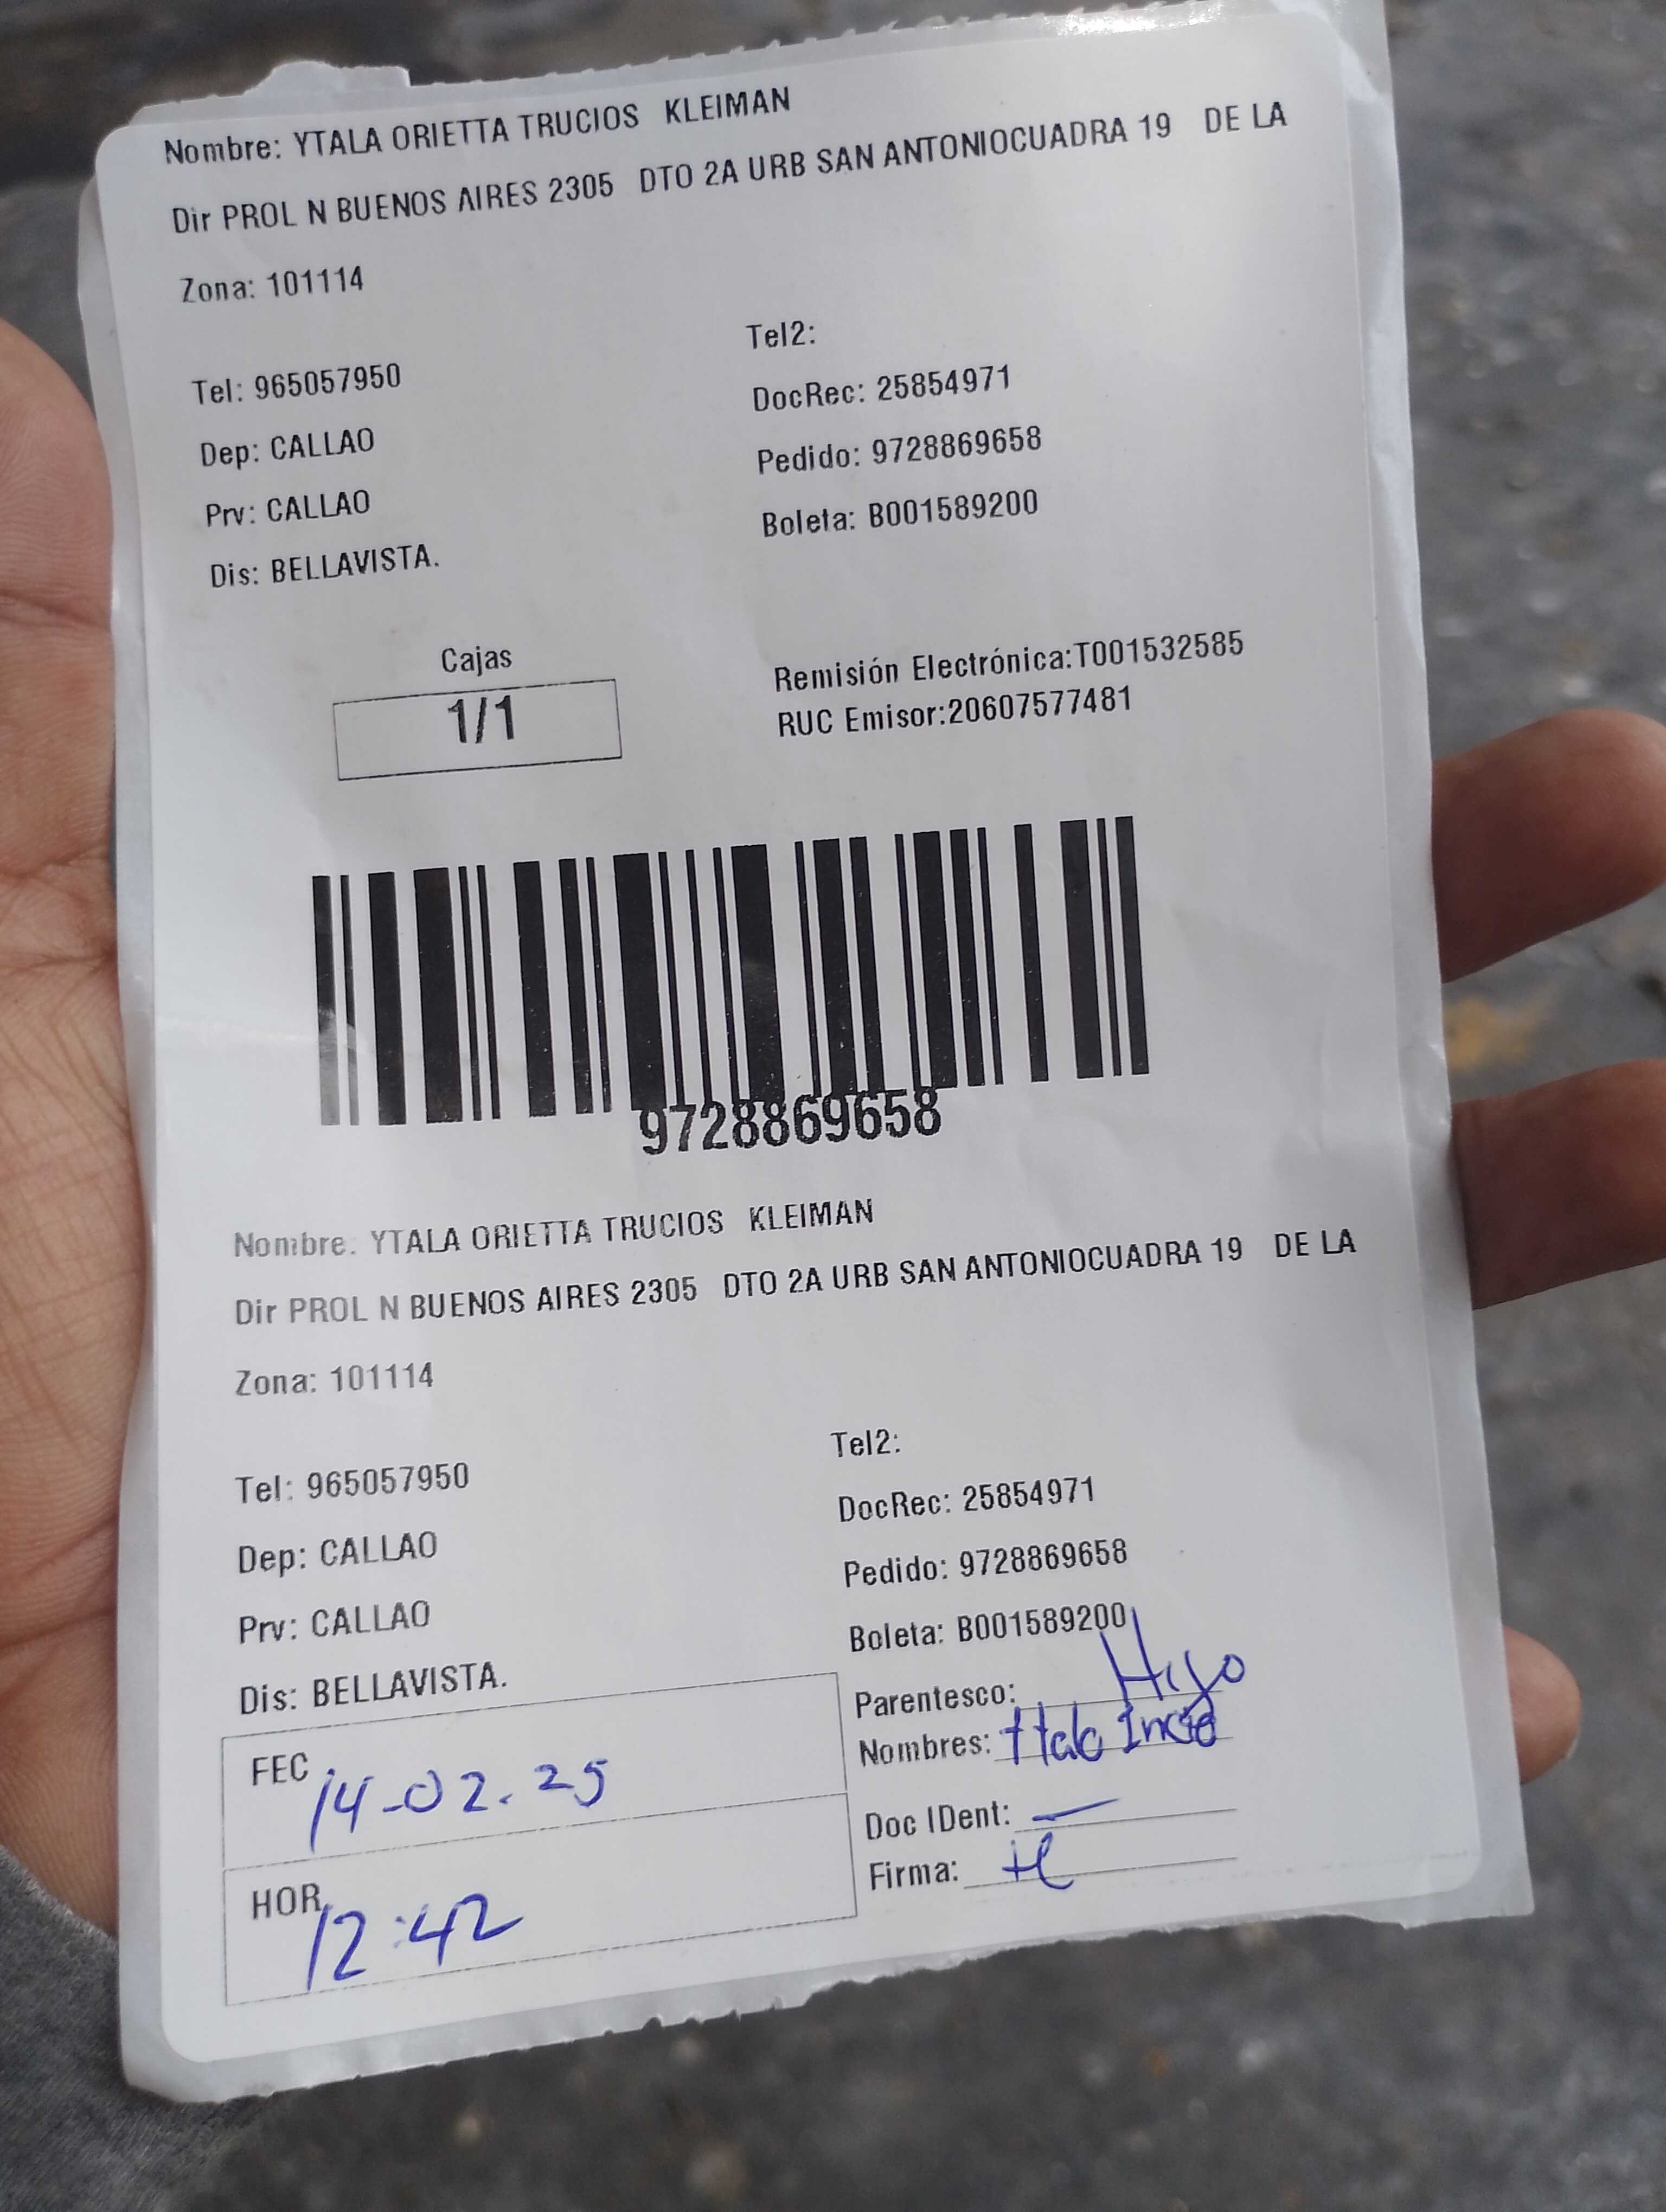 Nombre: YTALA ORIETTA TRUCIOS KLEIMAN
Dir PROL N BUENOS AIRES 2305 DTO 2A URB SAN ANTONIOCUADRA 19 DE LA
Zona: 101114
Tel2:
Tel: 965057950
DocRec: 25854971
Dep: CALLAO
Pedido: 9728869658
Prv: CALLAO
Boleta: B001589200
Dis: BELLAVISTA.
Cajas
1/1
Remisión Electrónica:T001532585
RUC Emisor:20607577481
9728869658
Nombre: YTALA ORIETTA TRUCIOS KLEIMAN
Dir PROL N BUENOS AIRES 2305 DTO 2A URB SAN ANTONIOCUADRA 19 DE LA
Zona: 101114
Tel2:
Tel: 965057950
DocRec: 25854971
Dep: CALLAO
Pedido: 9728869658
Prv: CALLAO
Boleta: B001589200
Dis: BELLAVISTA.
Parentesco: Hijo
Nombres: Italo
FEC 14-02.25
Doc IDent: —
Firma:
HOR 12:42